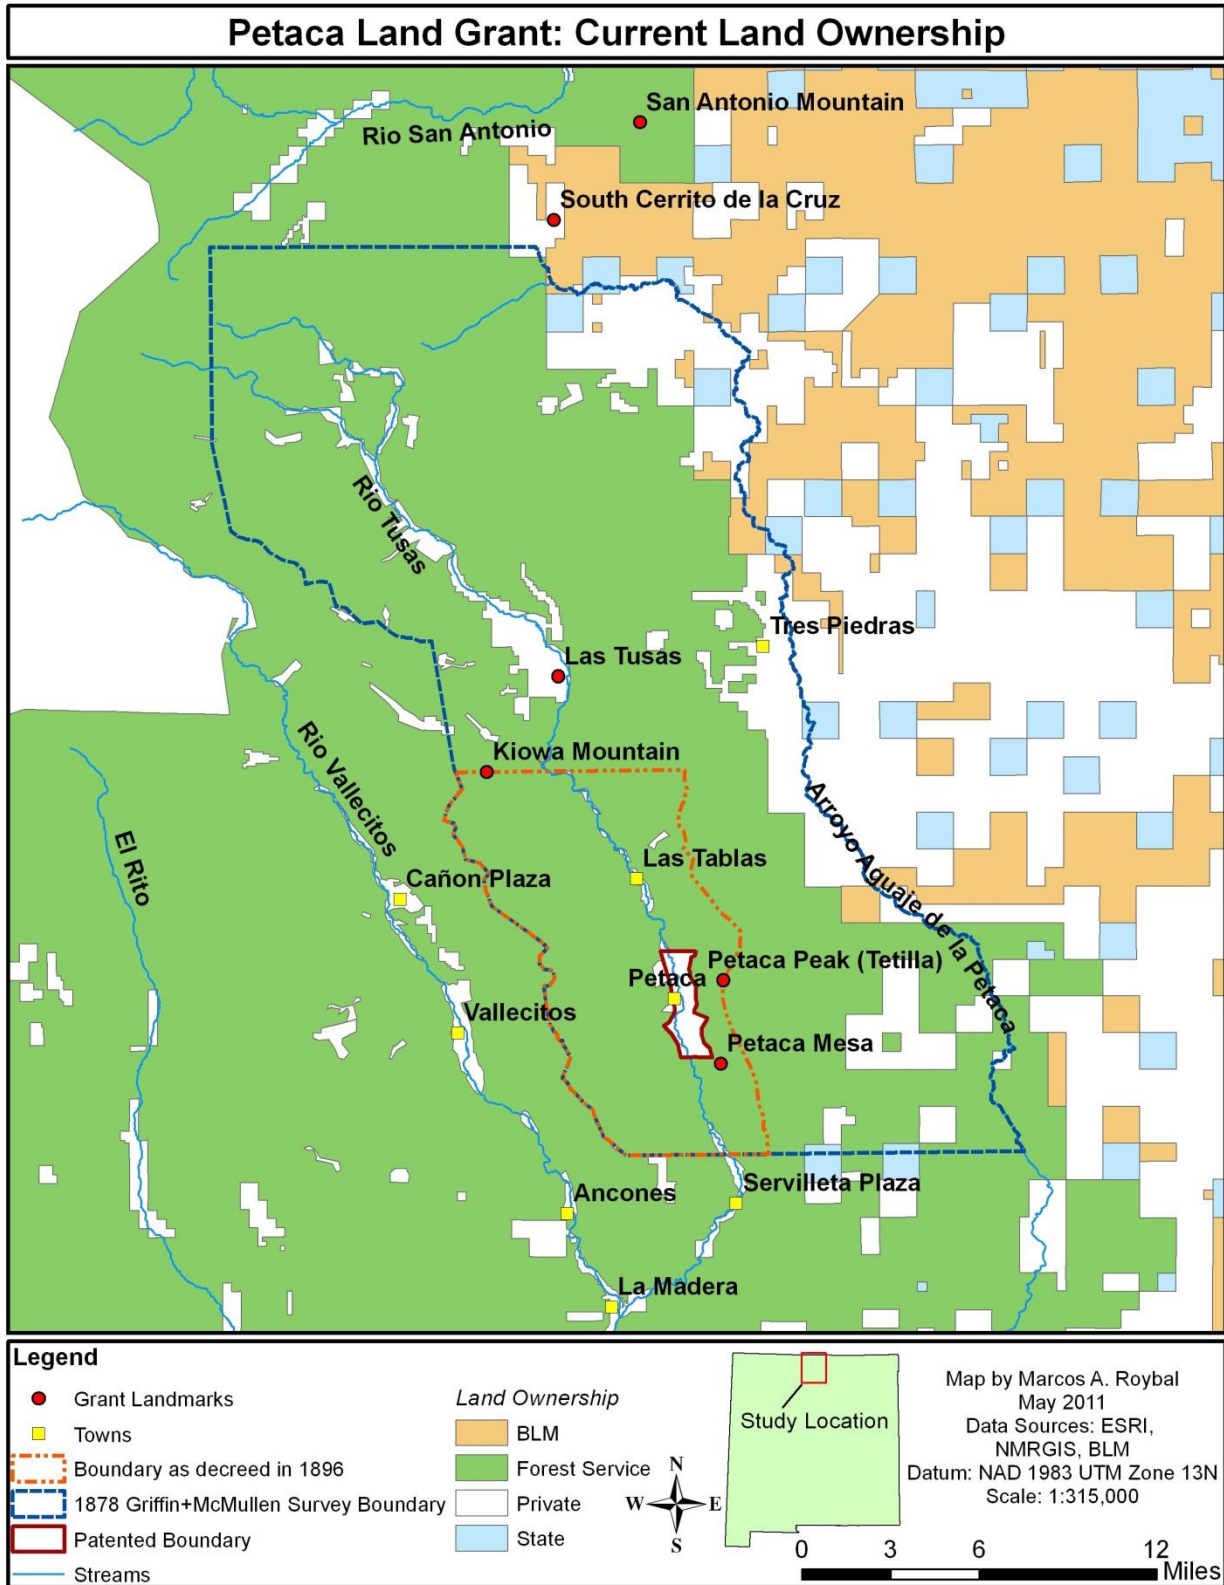 Petaca Land Grant: Current Land Ownership
San Antonio Mountain
Rio San Antonio
South Cerrito de la Cruz
Rio Tusas
Tres Piedras
Las Tusas
Rio Vallecitos
Kiowa Mountain
Arroyo Aguaje de la Petaca
El Rito
Las Tablas
Cañon Plaza
Petaca Peak (Tetilla)
Petaca
Vallecitos
Petaca Mesa
Servilleta Plaza
Ancones
La Madera
Legend
Grant Landmarks
Towns
Boundary as decreed in 1896
1878 Griffin+McMullen Survey Boundary
Patented Boundary
Streams
Land Ownership
BLM
Forest Service
Private
State
N
W E
S
Study Location
Map by Marcos A. Roybal
May 2011
Data Sources: ESRI,
NMRGIS, BLM
Datum: NAD 1983 UTM Zone 13N
Scale: 1:315,000
0 3 6 12
Miles